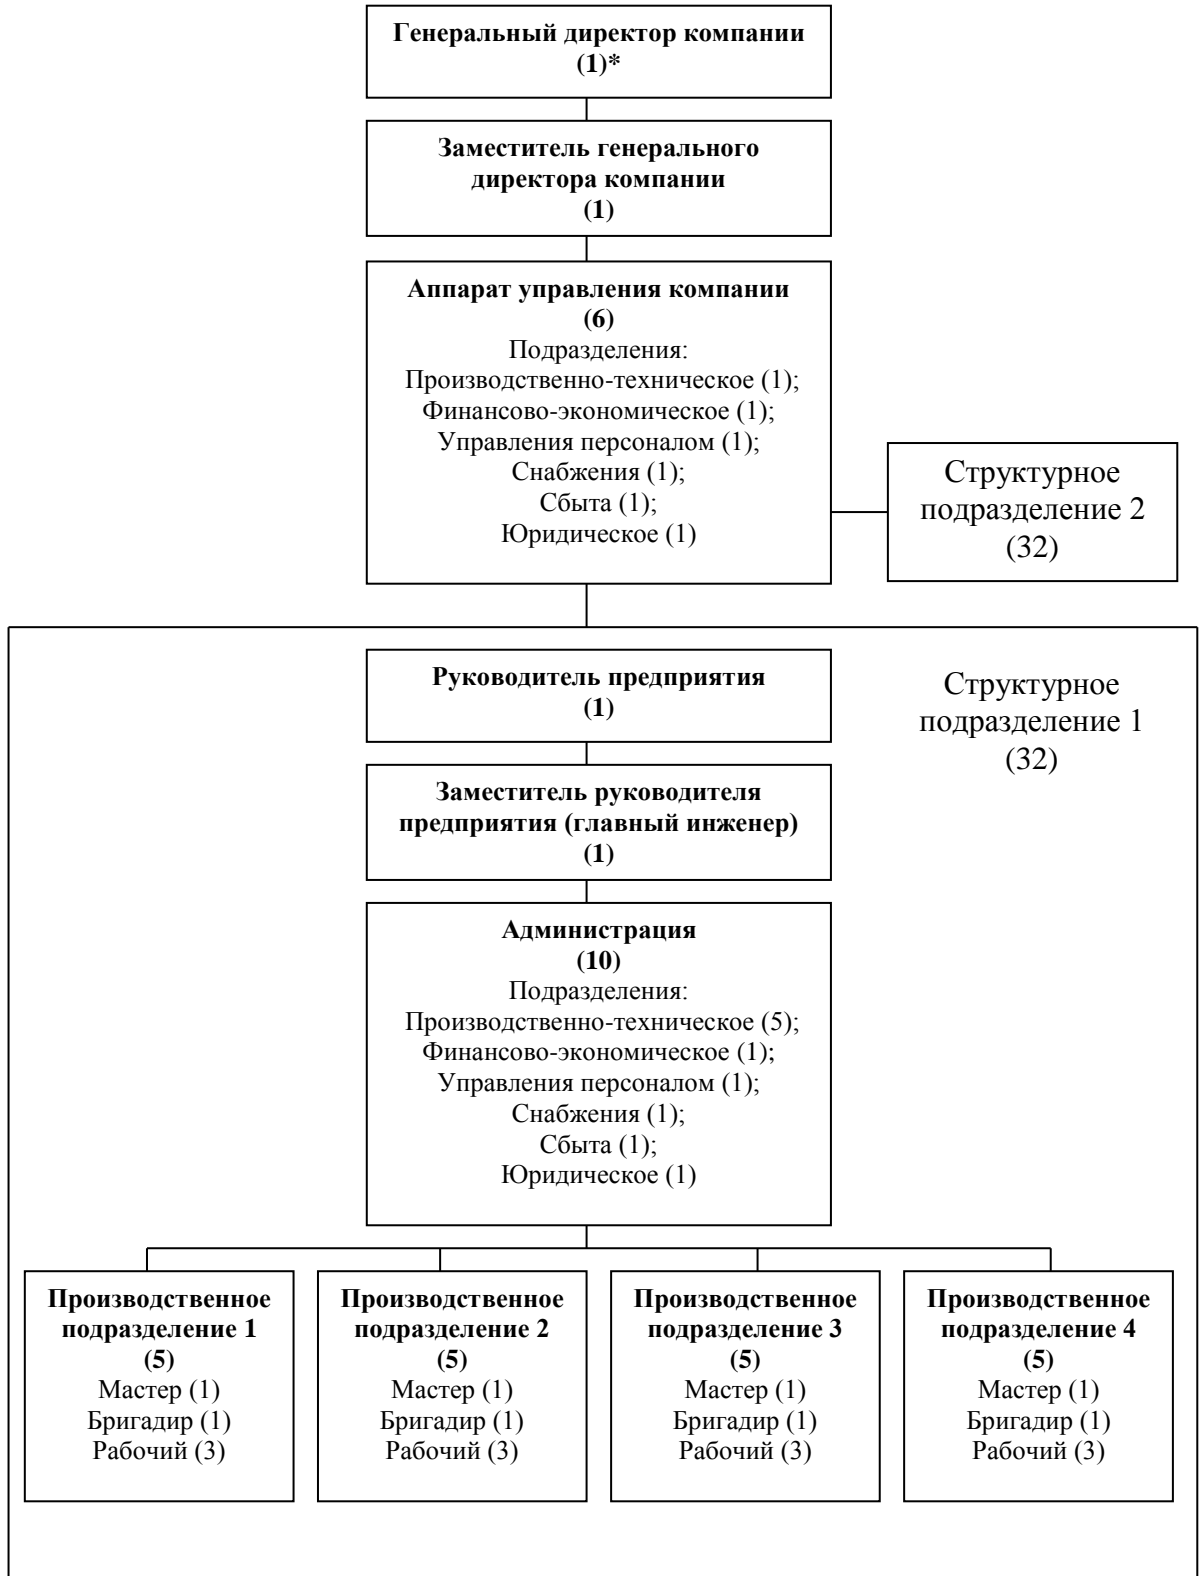 Генеральный директор компании
(1)*
Заместитель генерального
директора компании
(1)
Аппарат управления компании
(6)
Подразделения:
Производственно-техническое (1);
Финансово-экономическое (1);
Управления персоналом (1);
Снабжения (1);
Сбыта (1);
Юридическое (1)
Структурное
подразделение 2
(32)
Руководитель предприятия
(1)
Структурное
подразделение 1
(32)
Заместитель руководителя
предприятия (главный инженер)
(1)
Администрация
(10)
Подразделения:
Производственно-техническое (5);
Финансово-экономическое (1);
Управления персоналом (1);
Снабжения (1);
Сбыта (1);
Юридическое (1)
Производственное
подразделение 1
(5)
Мастер (1)
Бригадир (1)
Рабочий (3)
Производственное
подразделение 2
(5)
Мастер (1)
Бригадир (1)
Рабочий (3)
Производственное
подразделение 3
(5)
Мастер (1)
Бригадир (1)
Рабочий (3)
Производственное
подразделение 4
(5)
Мастер (1)
Бригадир (1)
Рабочий (3)